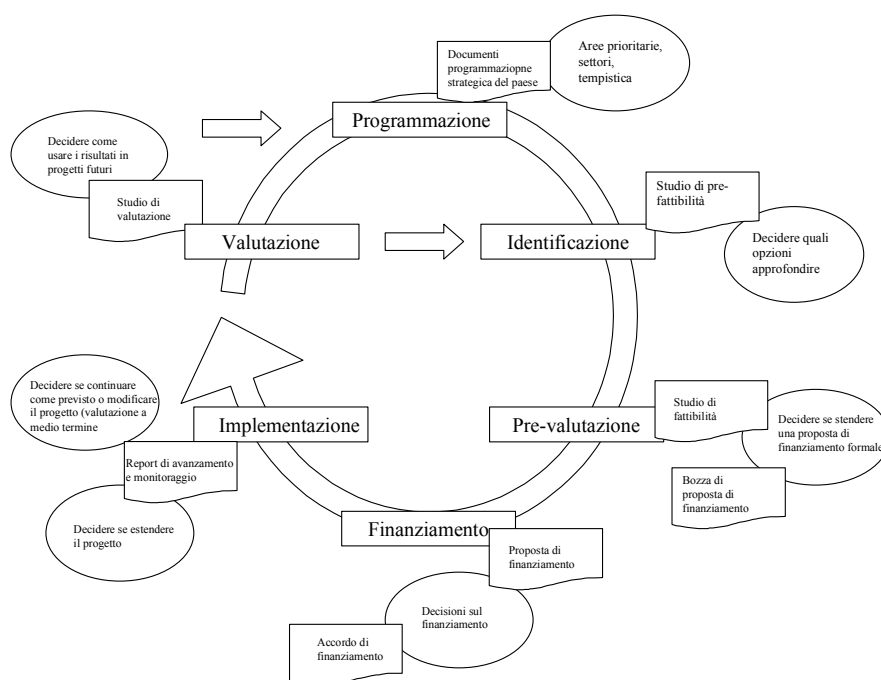 Documenti
programmaziopne
strategica del paese
Aree prioritarie,
settori,
tempistica
Programmazione
Decidere come
usare i risultati in
progetti futuri
Studio di
valutazione
Valutazione
Identificazione
Studio di pre-
fattibilità
Decidere quali
opzioni
approfondire
Decidere se continuare
come previsto o modificare
il progetto (valutazione a
medio termine
Implementazione
Report di avanzamento
e monitoraggio
Decidere se estendere
il progetto
Pre-valutazione
Studio di
fattibilità
Decidere se stendere
una proposta di
finanziamento formale
Bozza di
proposta di
finanziamento
Finanziamento
Proposta di
finanziamento
Decisioni sul
finanziamento
Accordo di
finanziamento